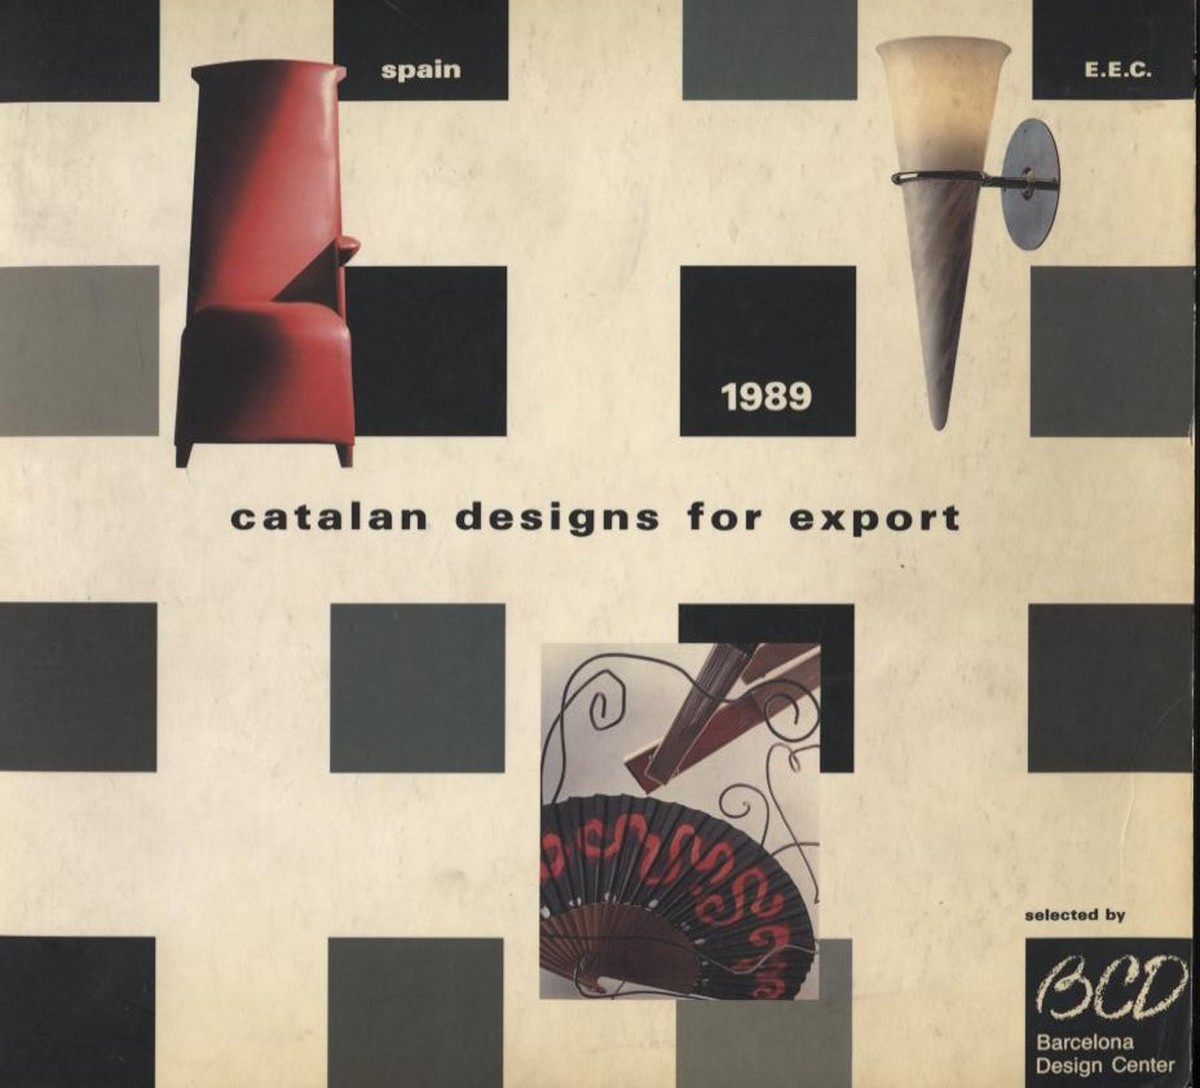 spain
E.E.C.
1989
catalan designs for export
selected by
BCD
Barcelona
Design Center